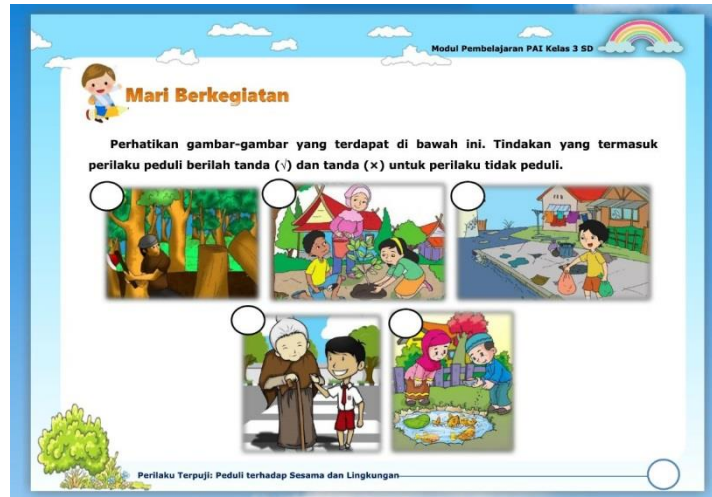 Modul Pembelajaran PAI Kelas 3 SD
Mari Berkegiatan
Perhatikan gambar-gambar yang terdapat di bawah ini. Tindakan yang termasuk
perilaku peduli berilah tanda (√) dan tanda (×) untuk perilaku tidak peduli.
Perilaku Terpuji: Peduli terhadap Sesama dan Lingkungan